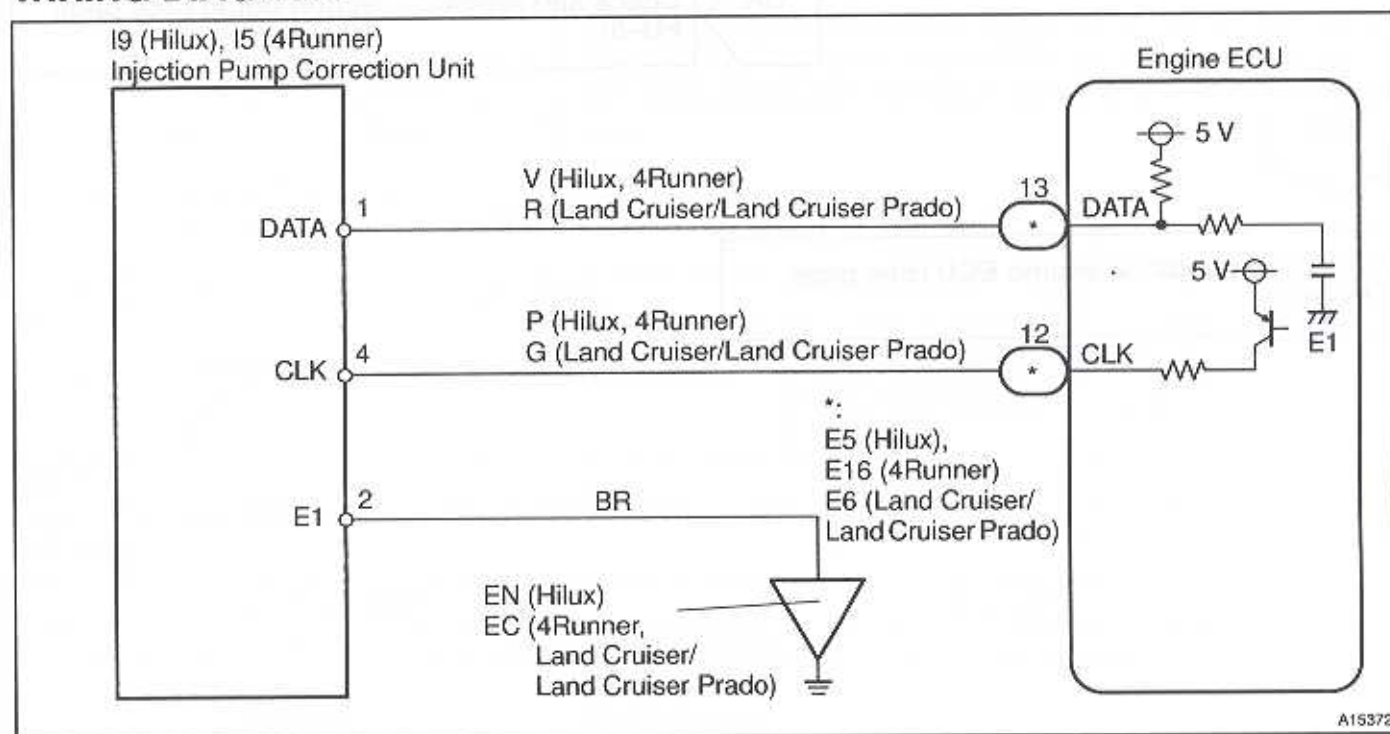 I9 (Hilux), I5 (4Runner)
Injection Pump Correction Unit
Engine ECU
5 V
V (Hilux, 4Runner)
R (Land Cruiser/Land Cruiser Prado)
DATA
1
13
*
DATA
5 V
P (Hilux, 4Runner)
G (Land Cruiser/Land Cruiser Prado)
CLK
4
12
*
CLK
E1
*:
E5 (Hilux),
E16 (4Runner)
E6 (Land Cruiser/
Land Cruiser Prado)
E1
2
BR
EN (Hilux)
EC (4Runner,
Land Cruiser/
Land Cruiser Prado)
A15372